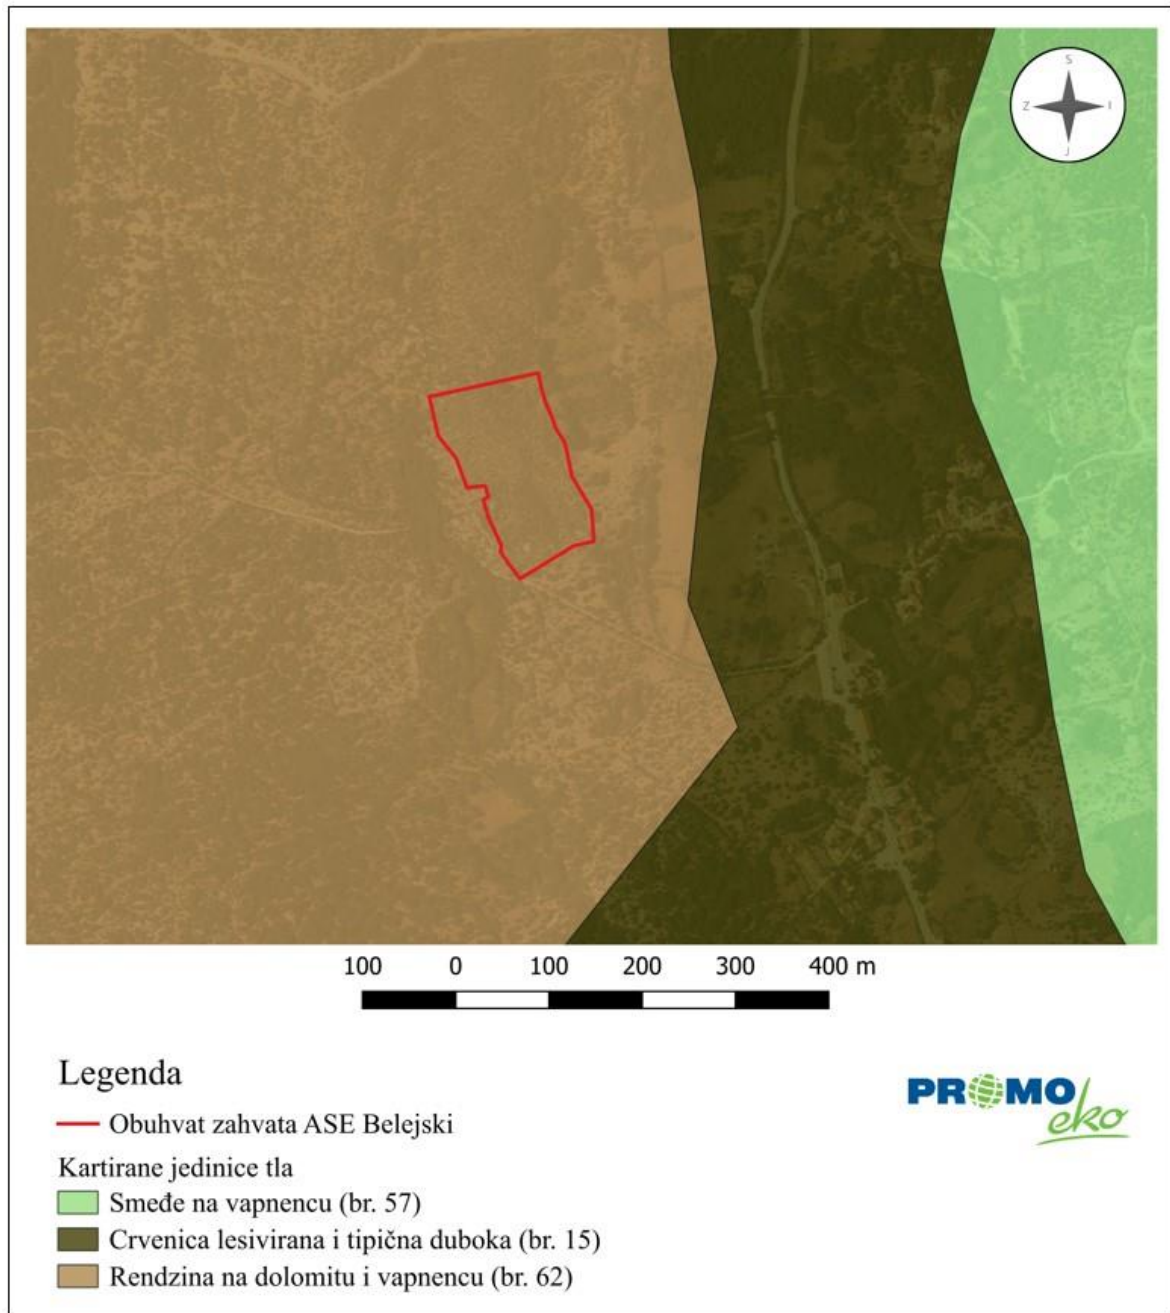 S
Z I
J
100 0 100 200 300 400 m
Legenda
Obuhvat zahvata ASE Belejski
Kartirane jedinice tla
Smeđe na vapnencu (br. 57)
Crvenica lesivirana i tipična duboka (br. 15)
Rendzina na dolomitu i vapnencu (br. 62)
PROMO
eko